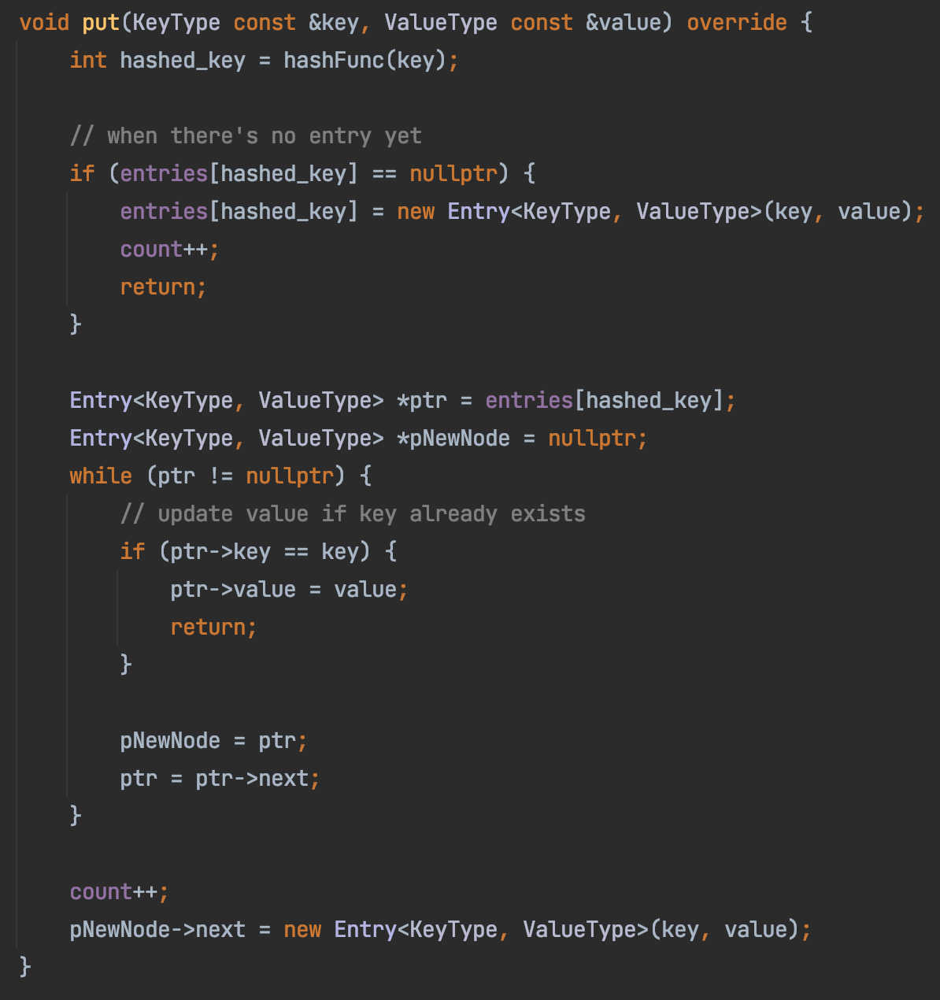 void put(KeyType const &key, ValueType const &value) override {
    int hashed_key = hashFunc(key);

    // when there's no entry yet
    if (entries[hashed_key] == nullptr) {
        entries[hashed_key] = new Entry<KeyType, ValueType>(key, value);
        count++;
        return;
    }

    Entry<KeyType, ValueType> *ptr = entries[hashed_key];
    Entry<KeyType, ValueType> *pNewNode = nullptr;
    while (ptr != nullptr) {
        // update value if key already exists
        if (ptr->key == key) {
            ptr->value = value;
            return;
        }

        pNewNode = ptr;
        ptr = ptr->next;
    }

    count++;
    pNewNode->next = new Entry<KeyType, ValueType>(key, value);
}